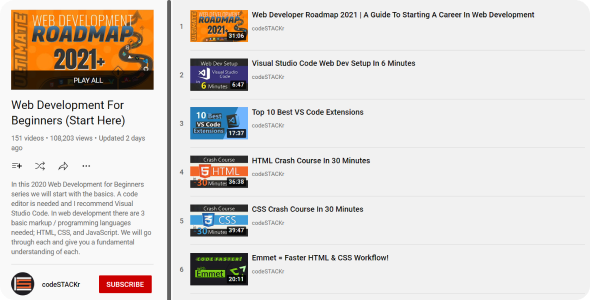 ULTIMATE
WEB DEVELOPMENT
ROADMAP
2021+
PLAY ALL
Web Development For
Beginners (Start Here)
151 videos • 108,203 views • Updated 2 days
ago
In this 2020 Web Development for Beginners
series we will start with the basics. A code
editor is needed and I recommend Visual
Studio Code. In web development there are 3
basic markup / programming languages
needed; HTML, CSS, and JavaScript. We will go
through each and give you a fundamental
understanding of each.
codeSTACKr
SUBSCRIBE
1
ULTIMATE
WEB DEVELOPMENT
ROADMAP
2021+
31:06
Web Developer Roadmap 2021 | A Guide To Starting A Career In Web Development
codeSTACKr
2
Web Dev Setup
Visual Studio
Code
6 Minutes
6:47
Visual Studio Code Web Dev Setup In 6 Minutes
codeSTACKr
3
10 Best
VS Code
Extensions
17:37
Top 10 Best VS Code Extensions
codeSTACKr
4
Crash Course
HTML
30 Minutes
36:38
HTML Crash Course In 30 Minutes
codeSTACKr
5
Crash Course
CSS
30 Minutes
39:47
CSS Crash Course In 30 Minutes
codeSTACKr
6
CODE FASTER!
Emmet
20:11
Emmet = Faster HTML & CSS Workflow!
codeSTACKr